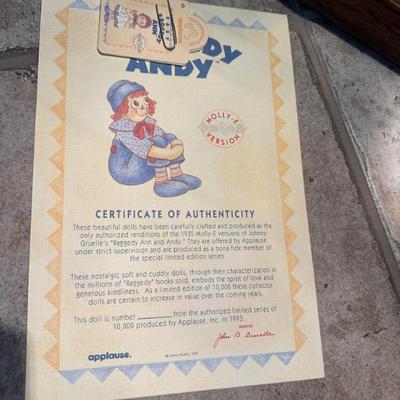 DY
ANDY™
MOLLY-E
VERSION
CERTIFICATE OF AUTHENTICITY
These beautiful dolls have been carefully crafted and produced as the
only authorized renditions of the 1935 Molly-E versions of Johnny
Gruelle's "Raggedy Ann and Andy." They are offered by Applause
under strict supervision and are produced as a bona fide member of
the special limited edition series.
These nostalgic soft and cuddly dolls, through their characterization in
the millions of "Raggedy" books sold, embody the spirit of love and
generous kindliness. As a limited edition of 10,000 these collector
dolls are certain to increase in value over the coming years.
This doll is number ________ from the authorized limited series of
10,000 produced by Applause, Inc. in 1993.
applause.
John B. Gruelle